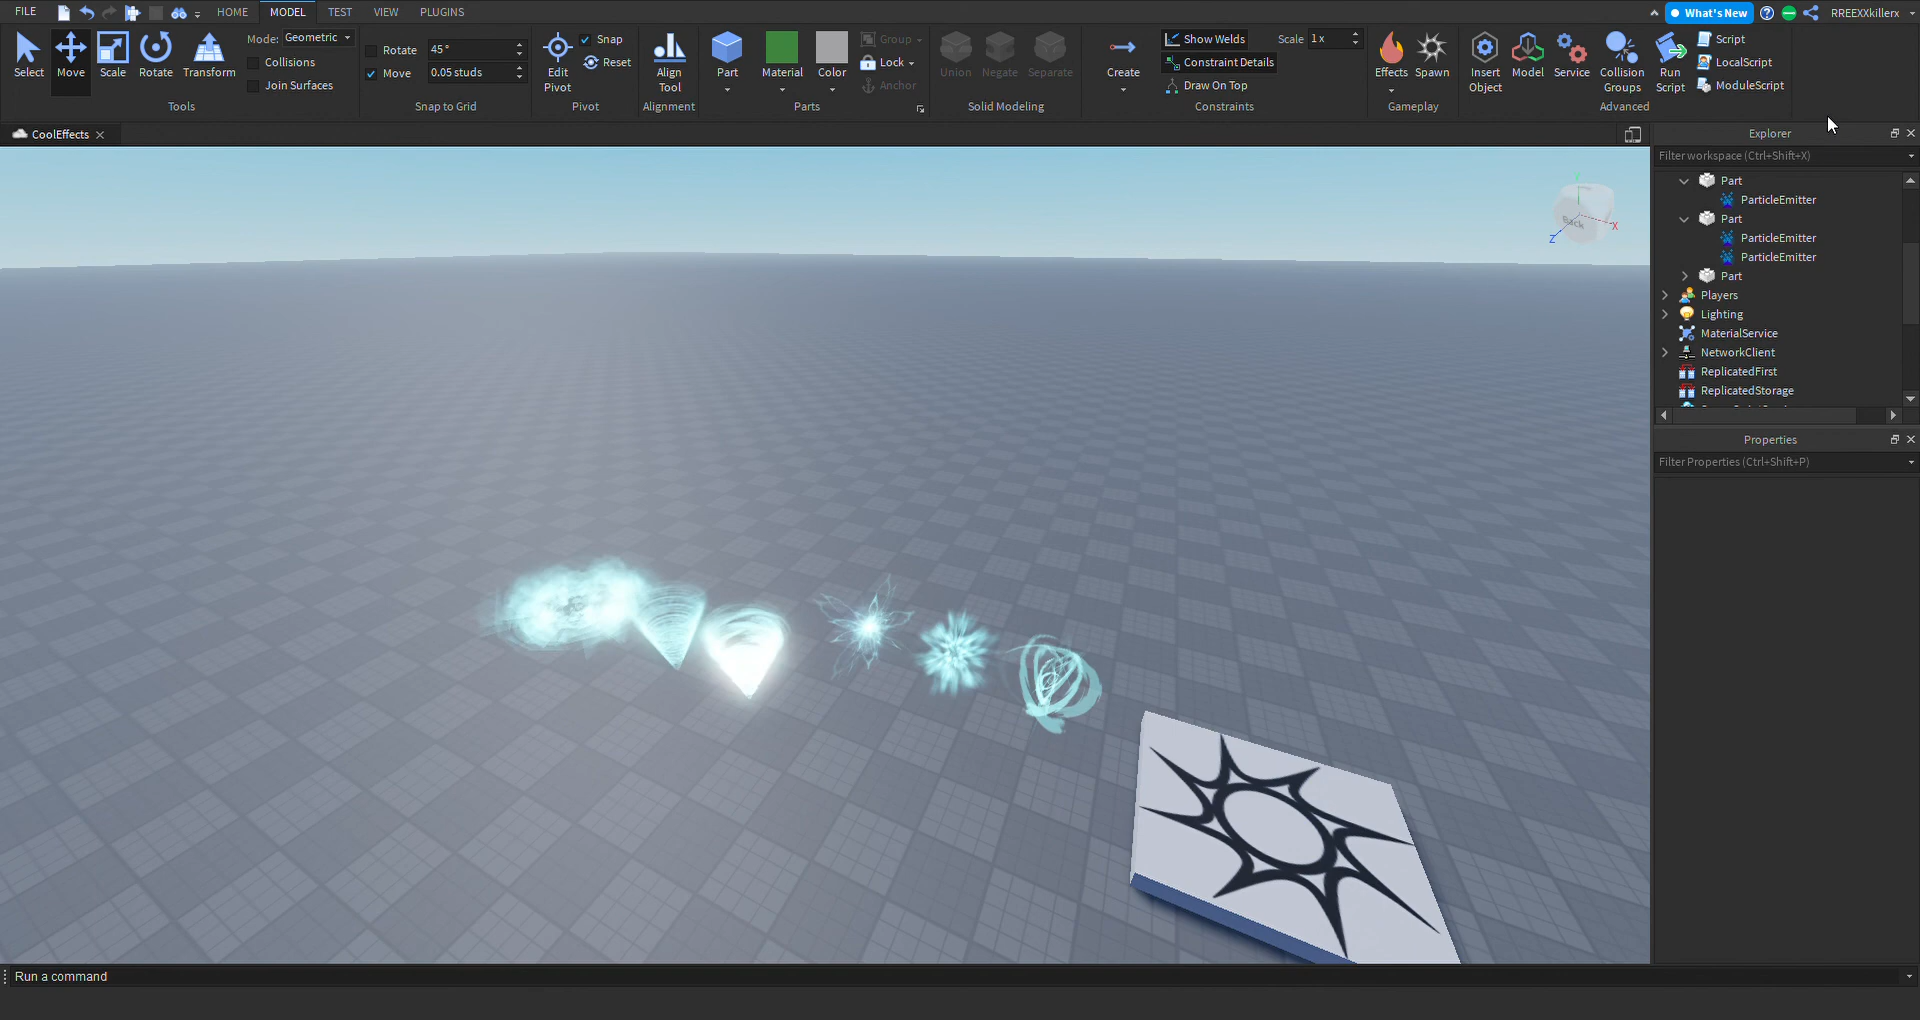 FILE HOME MODEL TEST VIEW PLUGINS What's New RREEXXkillerx
Select Move Scale Rotate Transform
Mode: Geometric
Collisions
Join Surfaces
Tools
Rotate 45 °
Move 0.05 studs
Snap to Grid
Edit Pivot
Snap
Reset
Pivot
Align Tool
Alignment
Part Material Color
Group
Lock
Anchor
Parts
Union Negate Separate
Solid Modeling
Create
Show Welds Scale 1 x
Constraint Details
Draw On Top
Constraints
Effects Spawn
Gameplay
Insert Object
Model
Service
Collision Groups
Run Script
Script
LocalScript
ModuleScript
Advanced
CoolEffects
Explorer
Filter workspace (Ctrl+Shift+X)
Part
ParticleEmitter
Part
ParticleEmitter
ParticleEmitter
Part
Players
Lighting
MaterialService
NetworkClient
ReplicatedFirst
ReplicatedStorage
Properties
Filter Properties (Ctrl+Shift+P)
Y
Back
X
Z
Run a command